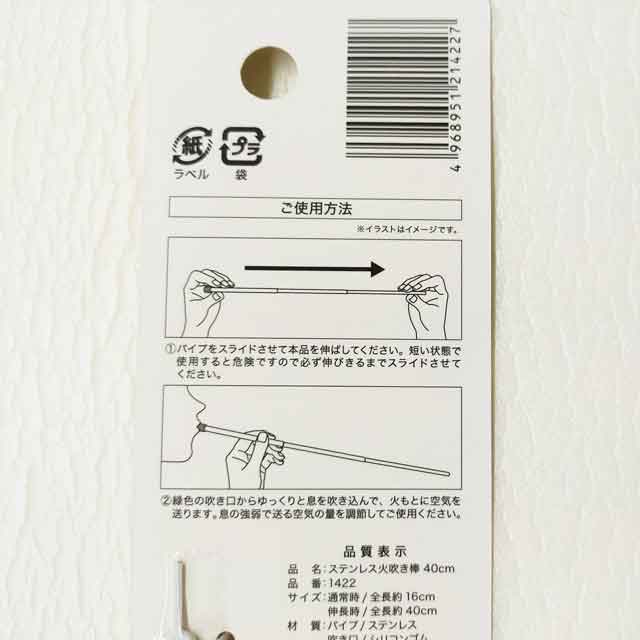 4 968951 214227
紙
プラ
ラベル
袋
ご使用方法
※イラストはイメージです。
①パイプをスライドさせて本品を伸ばしてください。短い状態で
使用すると危険ですので必ず伸びきるまでスライドさせて
ください。
②緑色の吹き口からゆっくりと息を吹き込んで、火もとに空気を
送ります。息の強弱で送る空気の量を調節してご使用ください。
品質表示
品 名：ステンレス火吹き棒 40cm
品 番：1422
サイズ：通常時 / 全長約 16cm
伸長時 / 全長約 40cm
材 質：パイプ / ステンレス
吹き口 / シリコンゴム